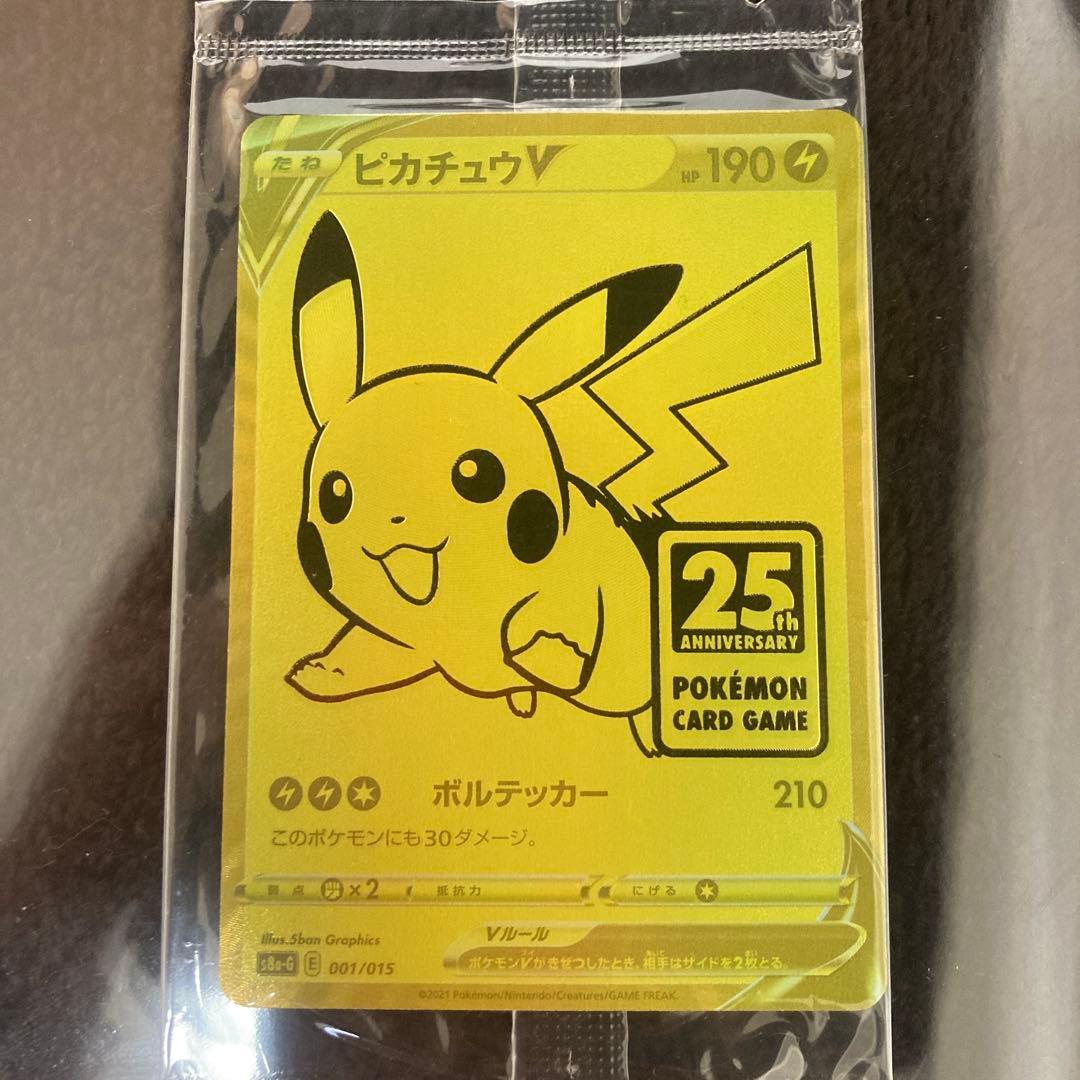 たね ピカチュウV HP 190
25th
ANNIVERSARY
POKÉMON
CARD GAME
ボルテッカー 210
このポケモンにも30ダメージ。
弱点 ×2 抵抗力 にげる
Illus. 5ban Graphics
Vルール
s8a-G E 001/015
ポケモンVがきぜつしたとき、相手はサイドを2枚とる。
©2021 Pokémon/Nintendo/Creatures/GAME FREAK.